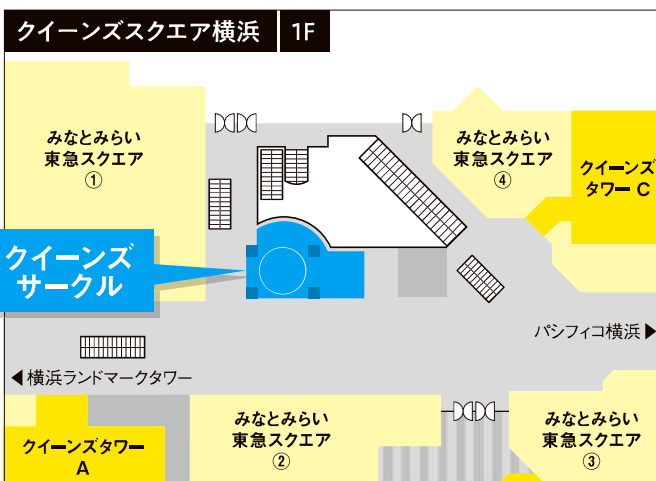 クイーンズスクエア横浜 1F
みなとみらい
東急スクエア
①
みなとみらい
東急スクエア
④
クイーンズ
タワー C
クイーンズ
サークル
パシフィコ横浜▶
◀横浜ランドマークタワー
クイーンズタワー
A
みなとみらい
東急スクエア
②
みなとみらい
東急スクエア
③